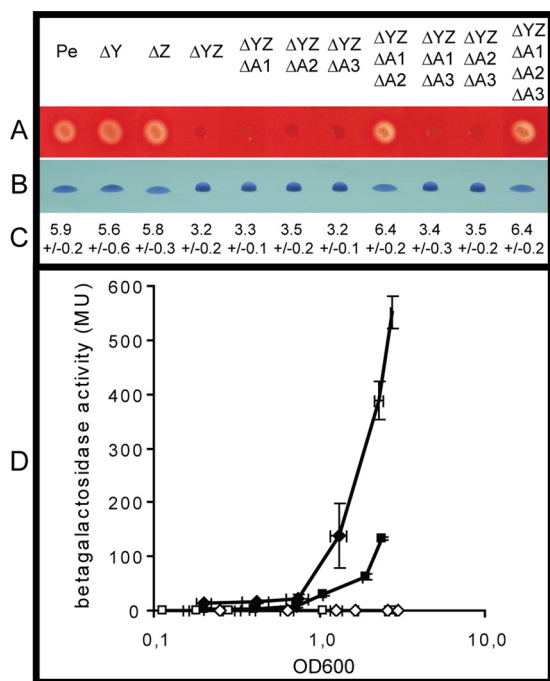 Pe ΔY ΔZ ΔYZ ΔYZ ΔA1 ΔYZ ΔA2 ΔYZ ΔA3 ΔYZ ΔA1 ΔA2 ΔYZ ΔA1 ΔA3 ΔYZ ΔA2 ΔA3 ΔYZ ΔA1 ΔA2 ΔA3
A
B
C
5.9 5.6 5.8 3.2 3.3 3.5 3.2 6.4 3.4 3.5 6.4
+/-0.2 +/-0.6 +/-0.3 +/-0.2 +/-0.1 +/-0.2 +/-0.1 +/-0.2 +/-0.3 +/-0.2 +/-0.2
D
betagalactosidase activity (MU)
600
500
400
300
200
100
0
0,1 1,0 10,0
OD600